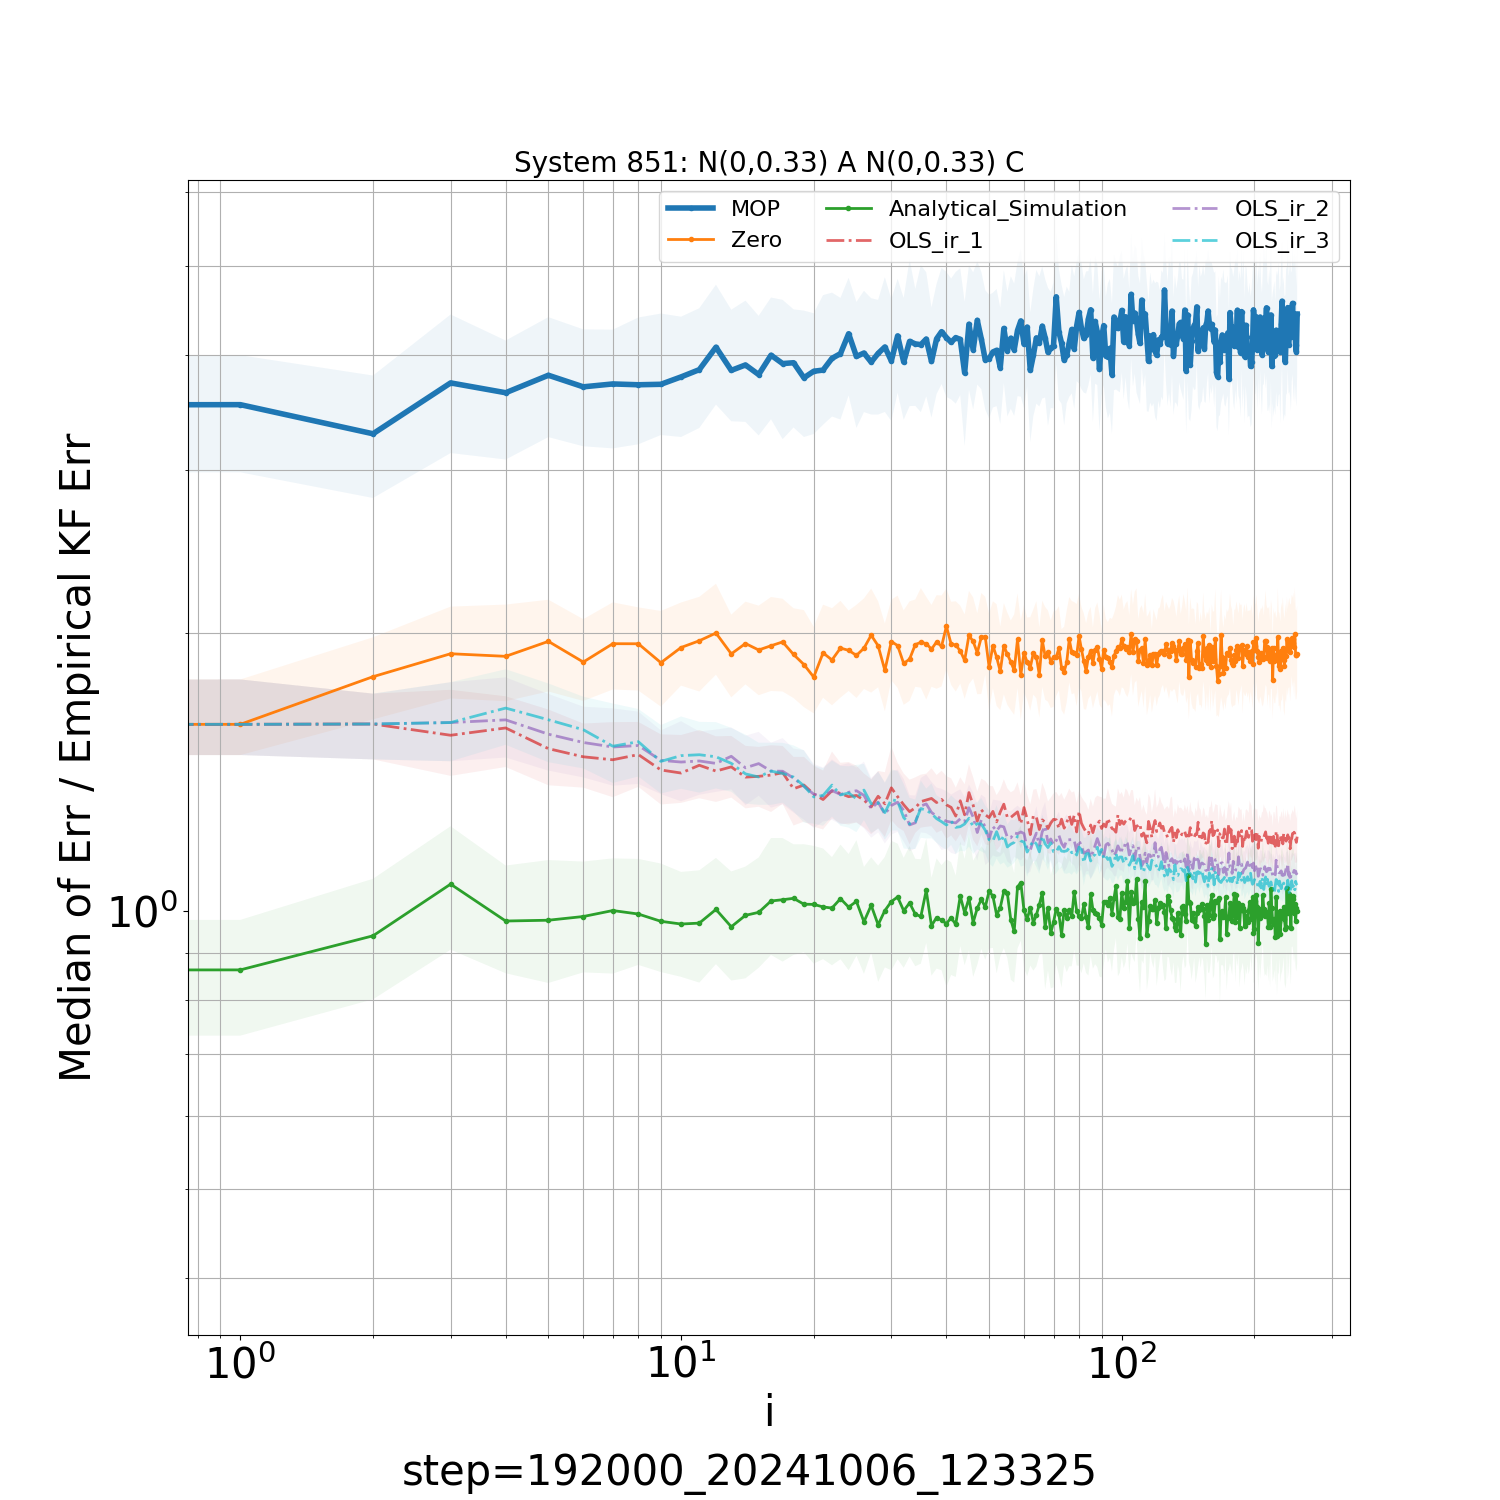 System 851: N(0,0.33) A N(0,0.33) C
MOP
Zero
Analytical_Simulation
OLS_ir_1
OLS_ir_2
OLS_ir_3
Median of Err / Empirical KF Err
10⁰
10⁰ 10¹ 10²
i
step=192000_20241006_123325